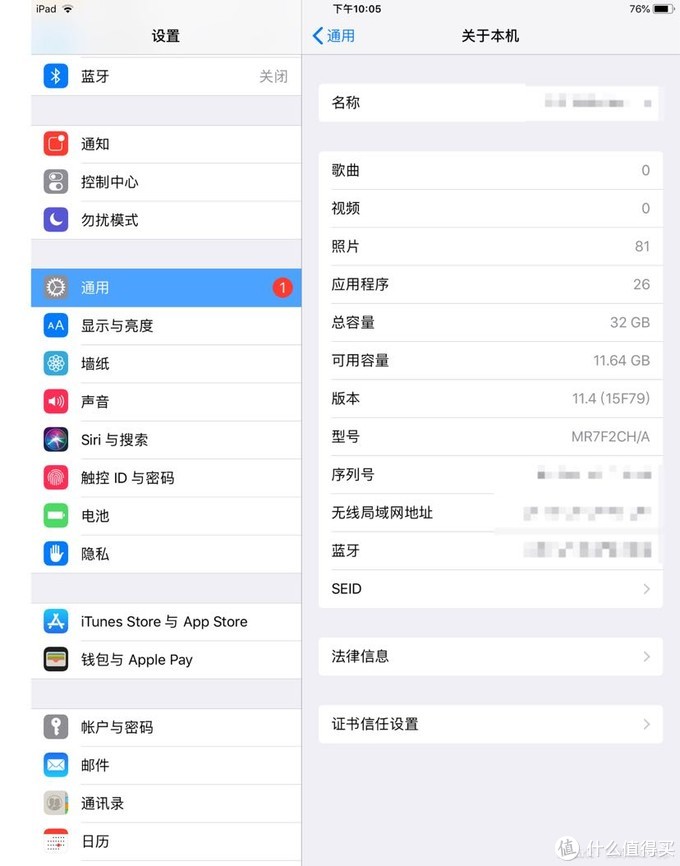 iPad
下午10:05
76%
设置
通用
关于本机
蓝牙
关闭
通知
控制中心
勿扰模式
通用
1
AA
显示与亮度
墙纸
声音
Siri 与搜索
触控 ID 与密码
电池
隐私
iTunes Store 与 App Store
钱包与 Apple Pay
帐户与密码
邮件
通讯录
日历
名称
歌曲
0
视频
0
照片
81
应用程序
26
总容量
32 GB
可用容量
11.64 GB
版本
11.4 (15F79)
型号
MR7F2CH/A
序列号
无线局域网地址
蓝牙
SEID
法律信息
证书信任设置
值 什么值得买